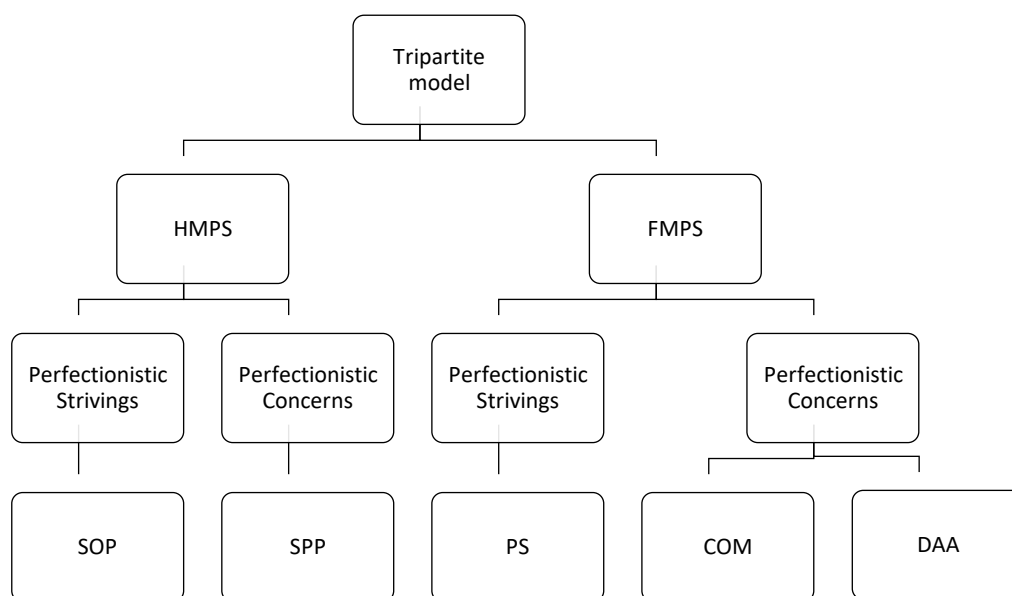 Tripartite
model
HMPS
FMPS
Perfectionistic
Strivings
Perfectionistic
Concerns
Perfectionistic
Strivings
Perfectionistic
Concerns
SOP
SPP
PS
COM
DAA